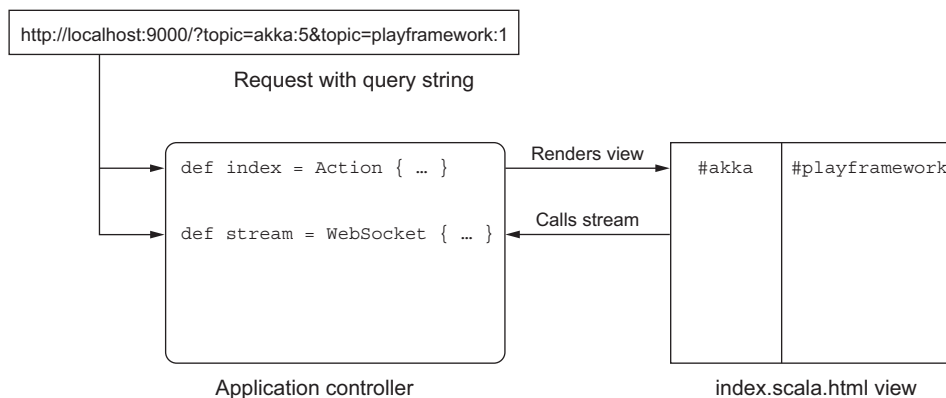 http://localhost:9000/?topic=akka:5&topic=playframework:1
Request with query string
def index = Action { … }
Renders view
#akka
#playframework
def stream = WebSocket { … }
Calls stream
Application controller
index.scala.html view